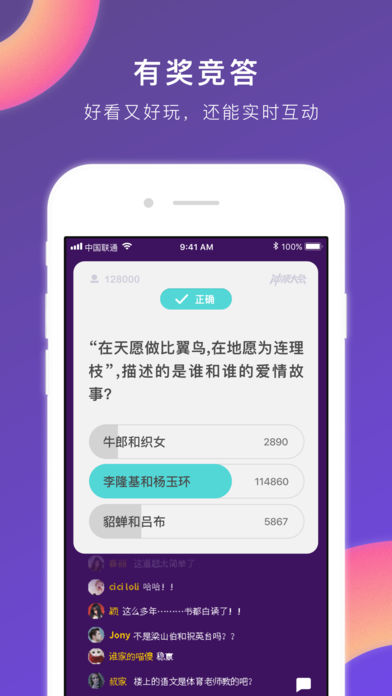 有奖竞答
好看又好玩，还能实时互动
中国联通
9:41 AM
100%
128000
冲顶大会
正确
“在天愿做比翼鸟,在地愿为连理
枝”,描述的是谁和谁的爱情故
事?
牛郎和织女 2890
李隆基和杨玉环 114860
貂蝉和吕布 5867
这道题太简单了
cici loli 哈哈！！
颖 这么多年………书都白读了！！
Jony 不是梁山伯和祝英台吗？？
谁家的喵傻 稳赢
叔家 楼上的语文是体育老师教的吧？